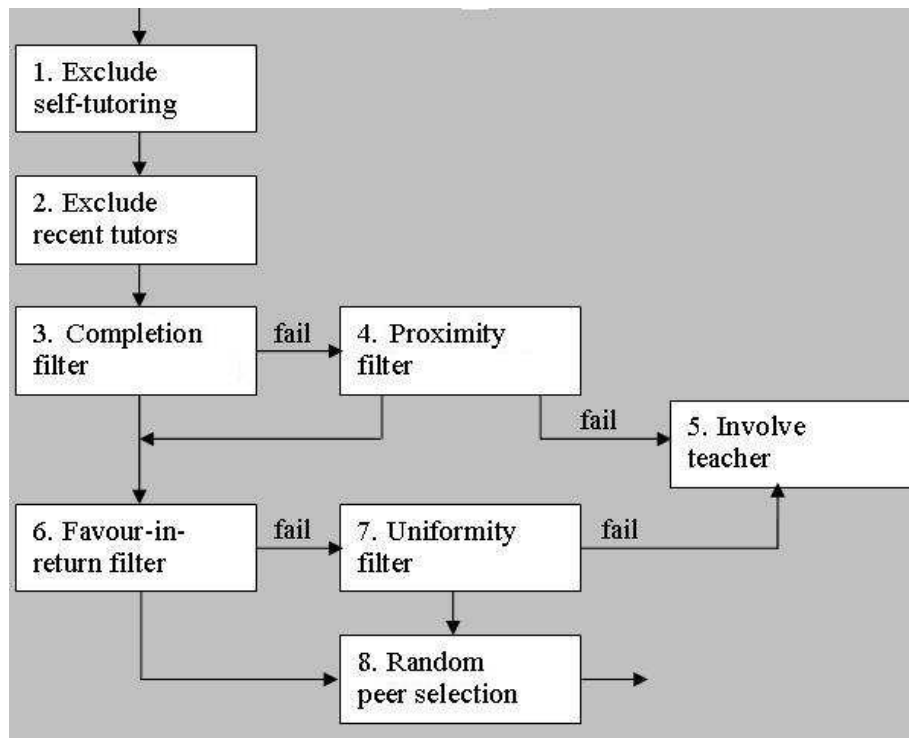 1. Exclude
self-tutoring
2. Exclude
recent tutors
3. Completion
filter
fail
4. Proximity
filter
fail
5. Involve
teacher
6. Favour-in-
return filter
fail
7. Uniformity
filter
fail
8. Random
peer selection